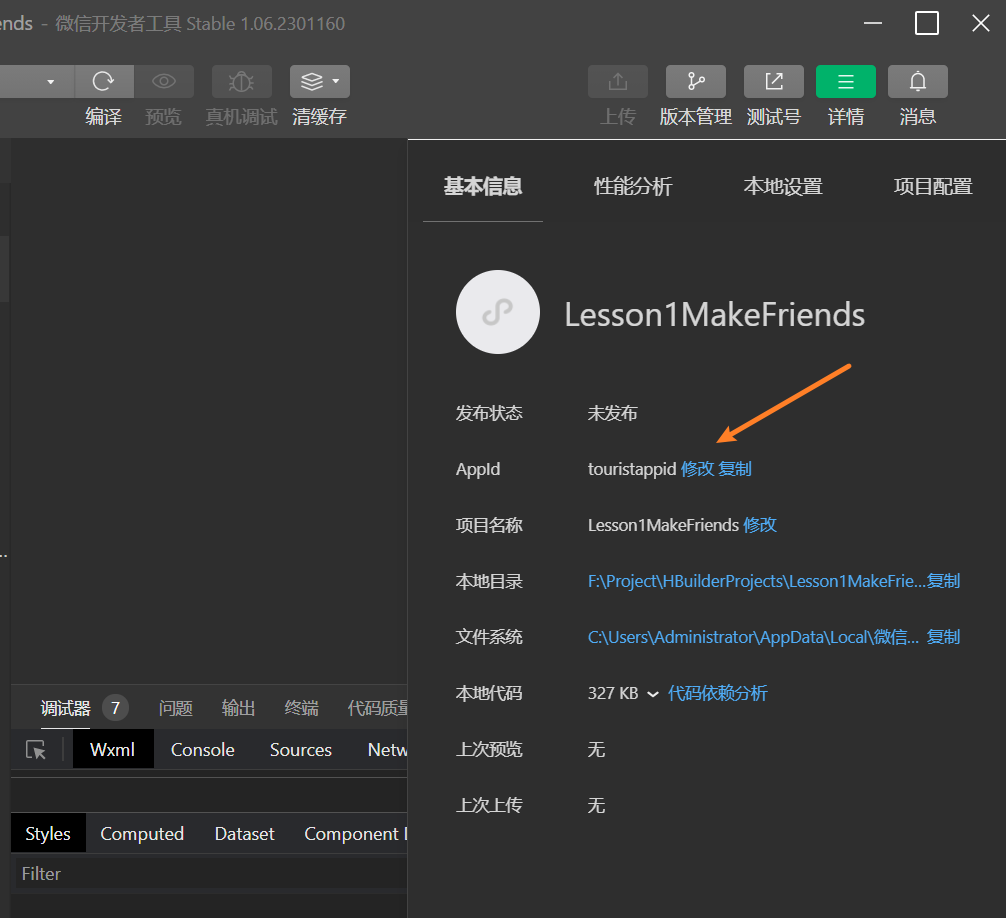 ends - 微信开发者工具 Stable 1.06.2301160
编译 预览 真机调试 清缓存 上传 版本管理 测试号 详情 消息
基本信息 性能分析 本地设置 项目配置
Lesson1MakeFriends
发布状态 未发布
AppId touristappid 修改 复制
项目名称 Lesson1MakeFriends 修改
本地目录 F:\Project\HBuilderProjects\Lesson1MakeFrie...复制
文件系统 C:\Users\Administrator\AppData\Local\微信... 复制
本地代码 327 KB 代码依赖分析
上次预览 无
上次上传 无
调试器 7 问题 输出 终端 代码质量
Wxml Console Sources Netw
Styles Computed Dataset Component
Filter